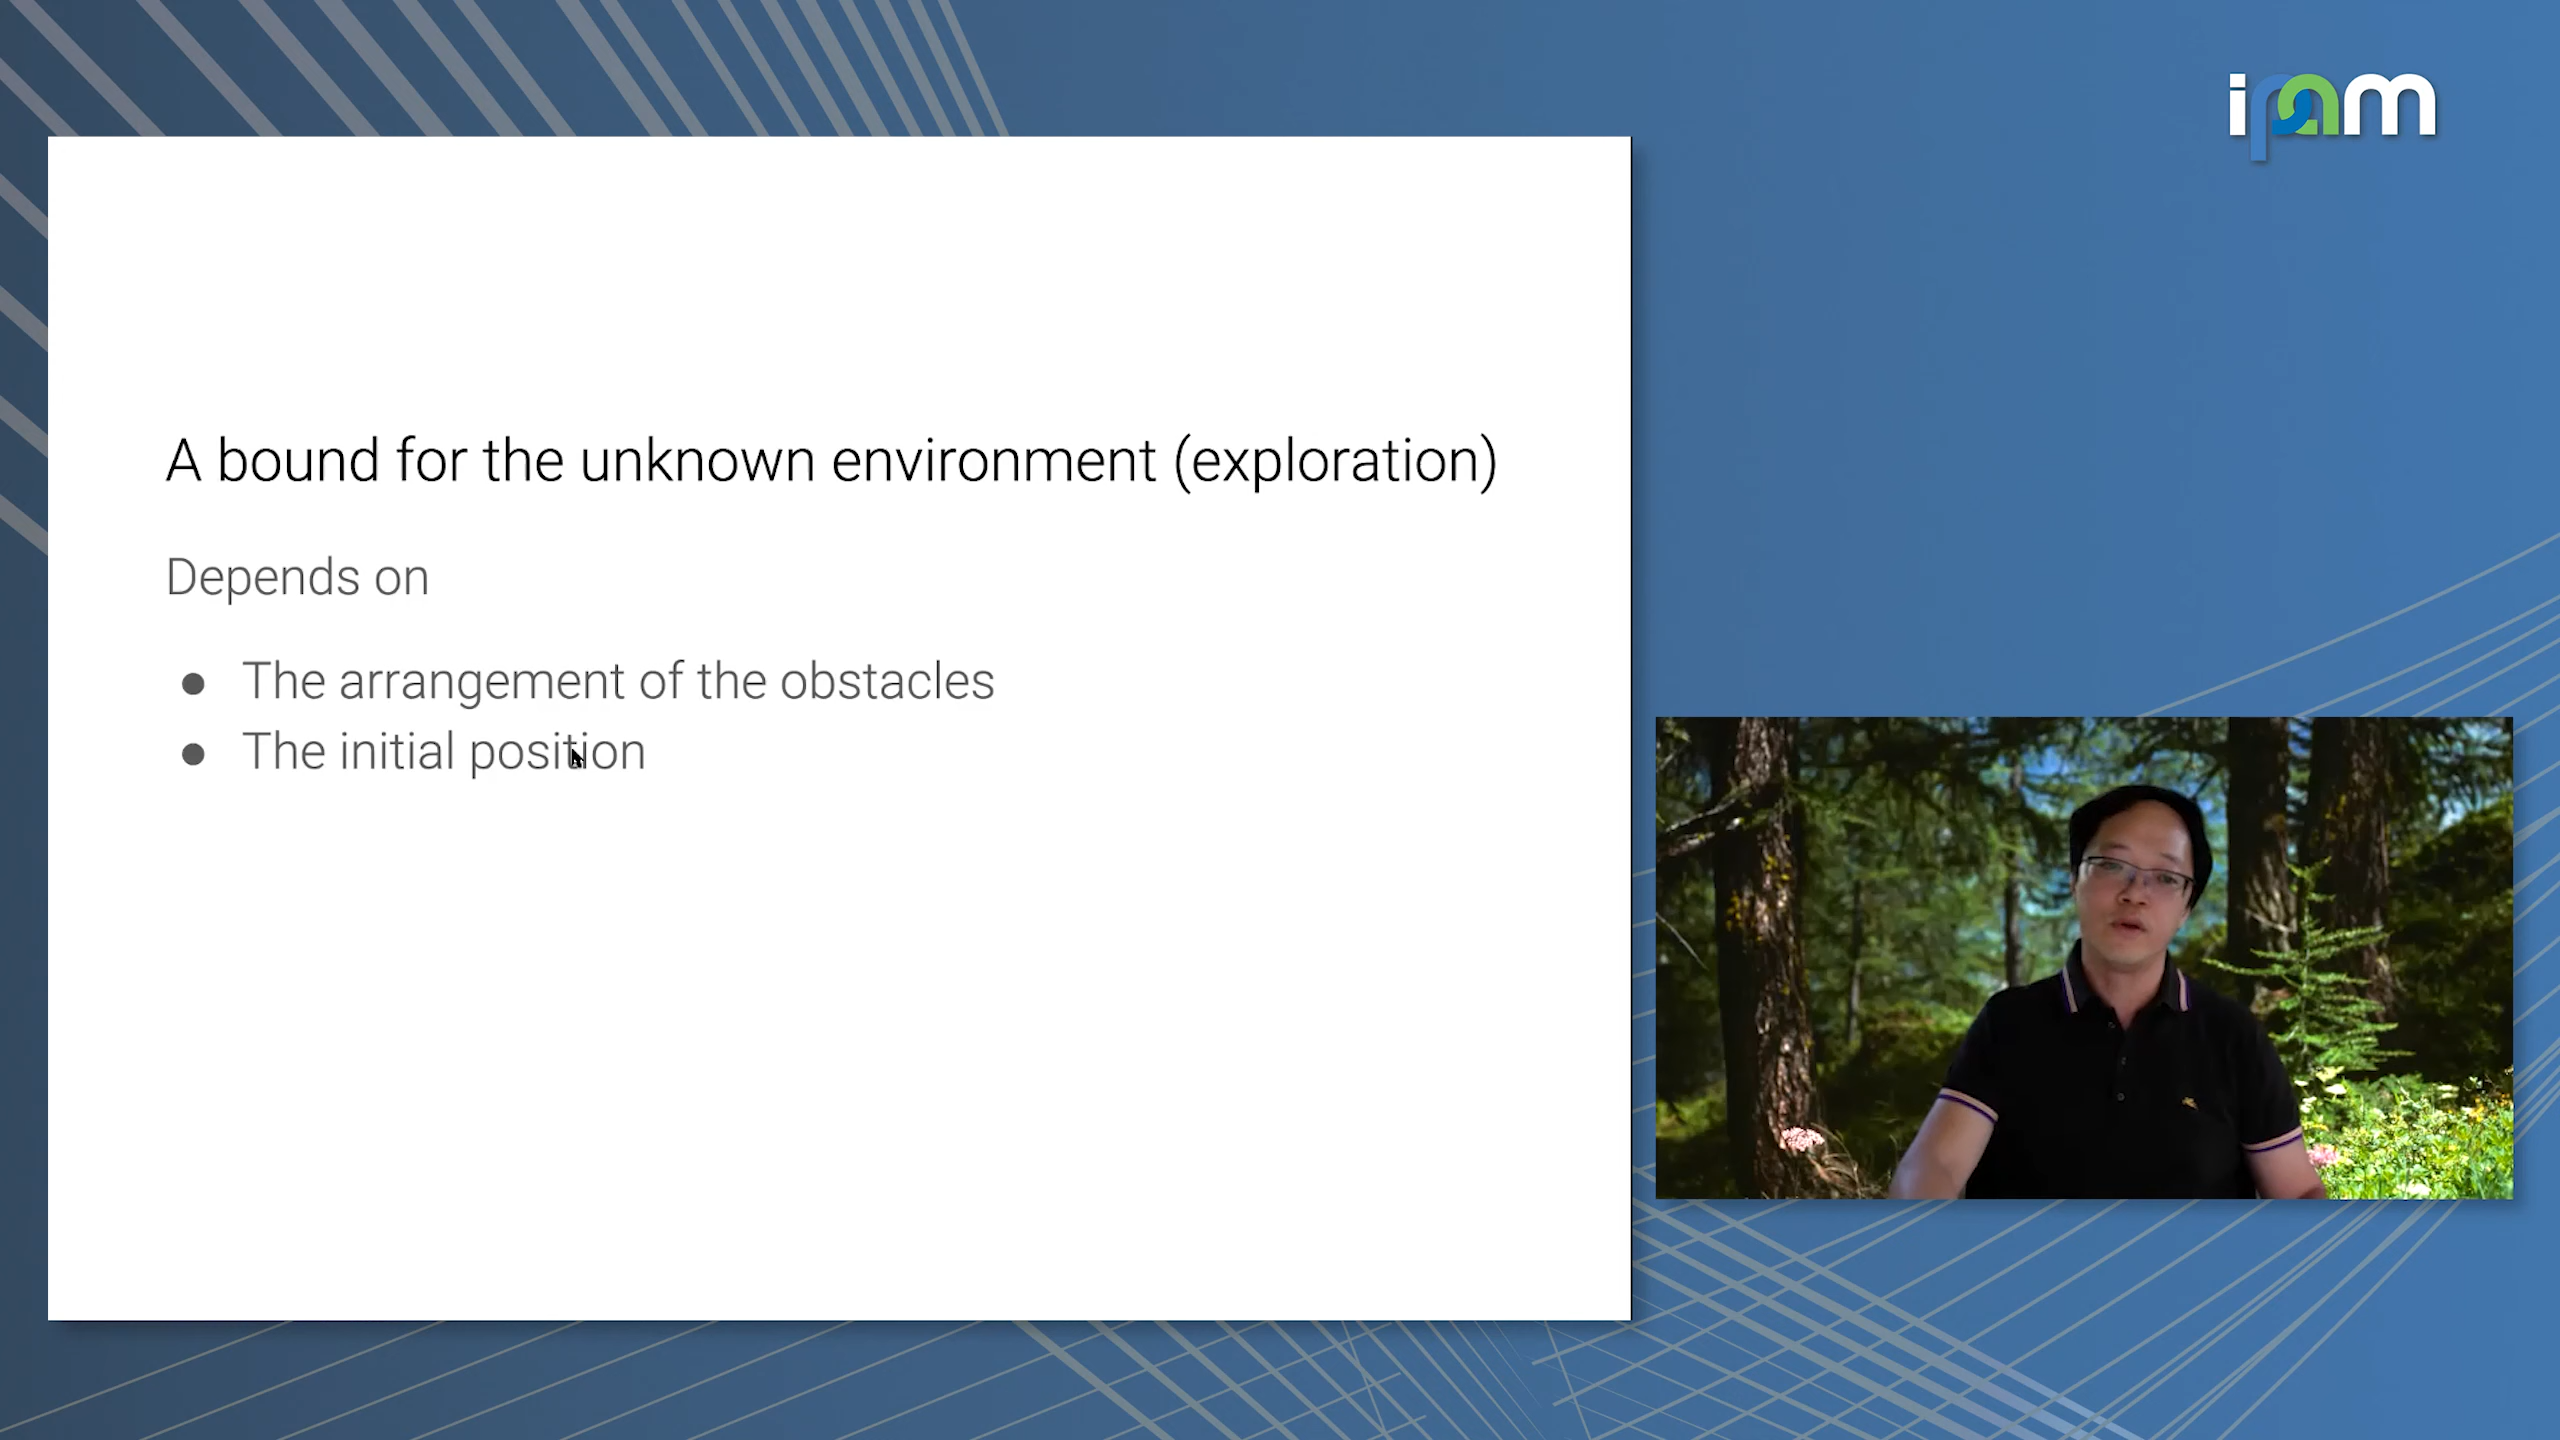 ipam
A bound for the unknown environment (exploration)
Depends on
● The arrangement of the obstacles
● The initial position